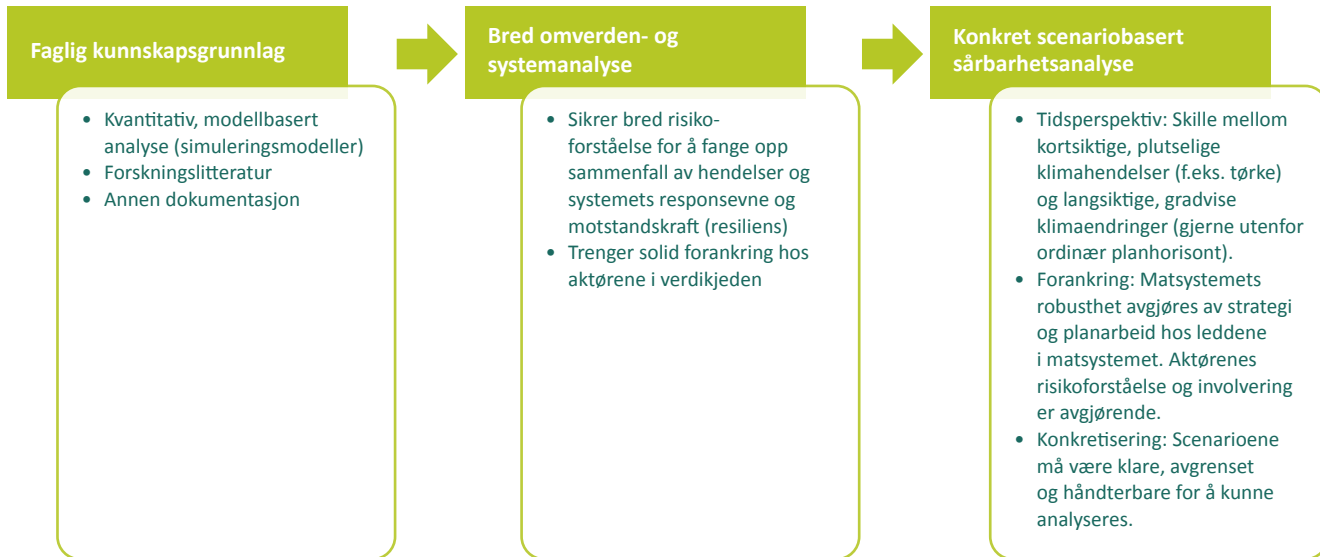 Faglig kunnskapsgrunnlag
• Kvantitativ, modellbasert
analyse (simuleringsmodeller)
• Forskningslitteratur
• Annen dokumentasjon
Bred omverden- og
systemanalyse
• Sikrer bred risiko-
forståelse for å fange opp
sammenfall av hendelser og
systemets responsevne og
motstandskraft (resiliens)
• Trenger solid forankring hos
aktørene i verdikjeden
Konkret scenariobasert
sårbarhetsanalyse
• Tidsperspektiv: Skille mellom
kortsiktige, plutselige
klimahendelser (f.eks. tørke)
og langsiktige, gradvise
klimaendringer (gjerne utenfor
ordinær planhorisont).
• Forankring: Matsystemets
robusthet avgjøres av strategi
og planarbeid hos leddene
i matsystemet. Aktørenes
risikoforståelse og involvering
er avgjørende.
• Konkretisering: Scenarioene
må være klare, avgrenset
og håndterbare for å kunne
analyseres.